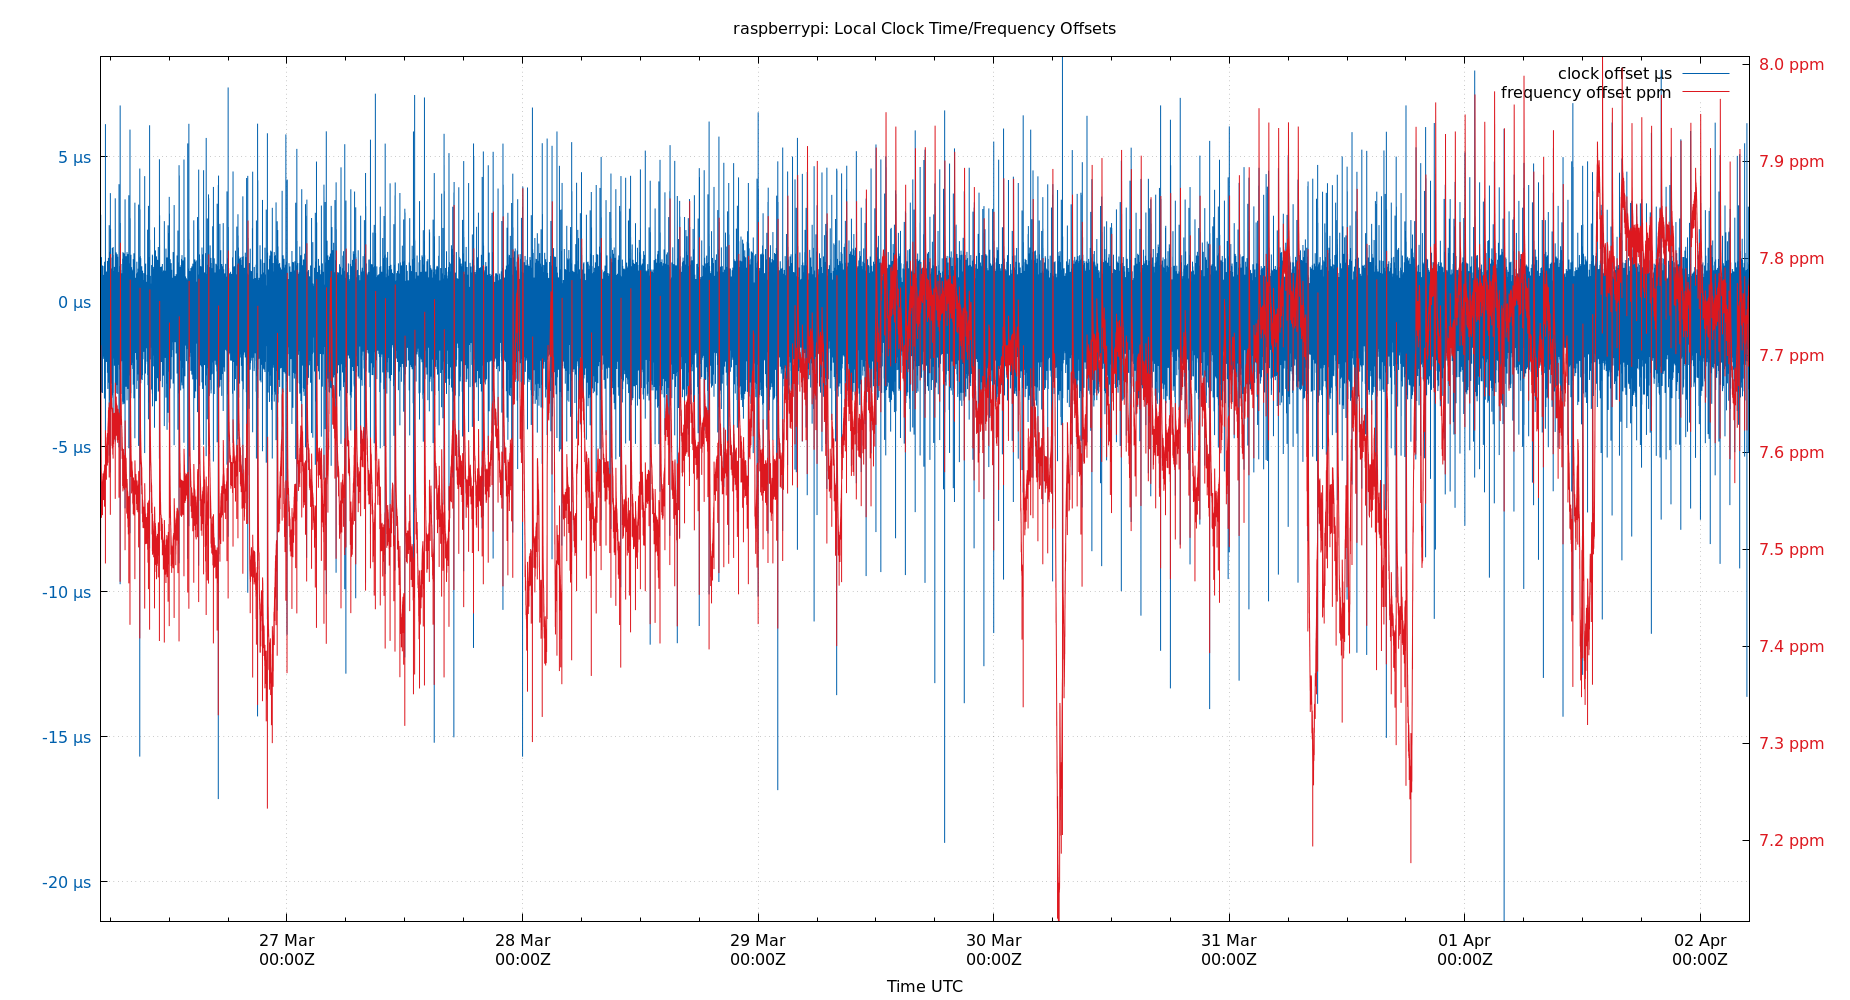 raspberrypi: Local Clock Time/Frequency Offsets
clock offset µs
frequency offset ppm
5 µs
0 µs
-5 µs
-10 µs
-15 µs
-20 µs
8.0 ppm
7.9 ppm
7.8 ppm
7.7 ppm
7.6 ppm
7.5 ppm
7.4 ppm
7.3 ppm
7.2 ppm
27 Mar 28 Mar 29 Mar 30 Mar 31 Mar 01 Apr 02 Apr
00:00Z 00:00Z 00:00Z 00:00Z 00:00Z 00:00Z 00:00Z
Time UTC